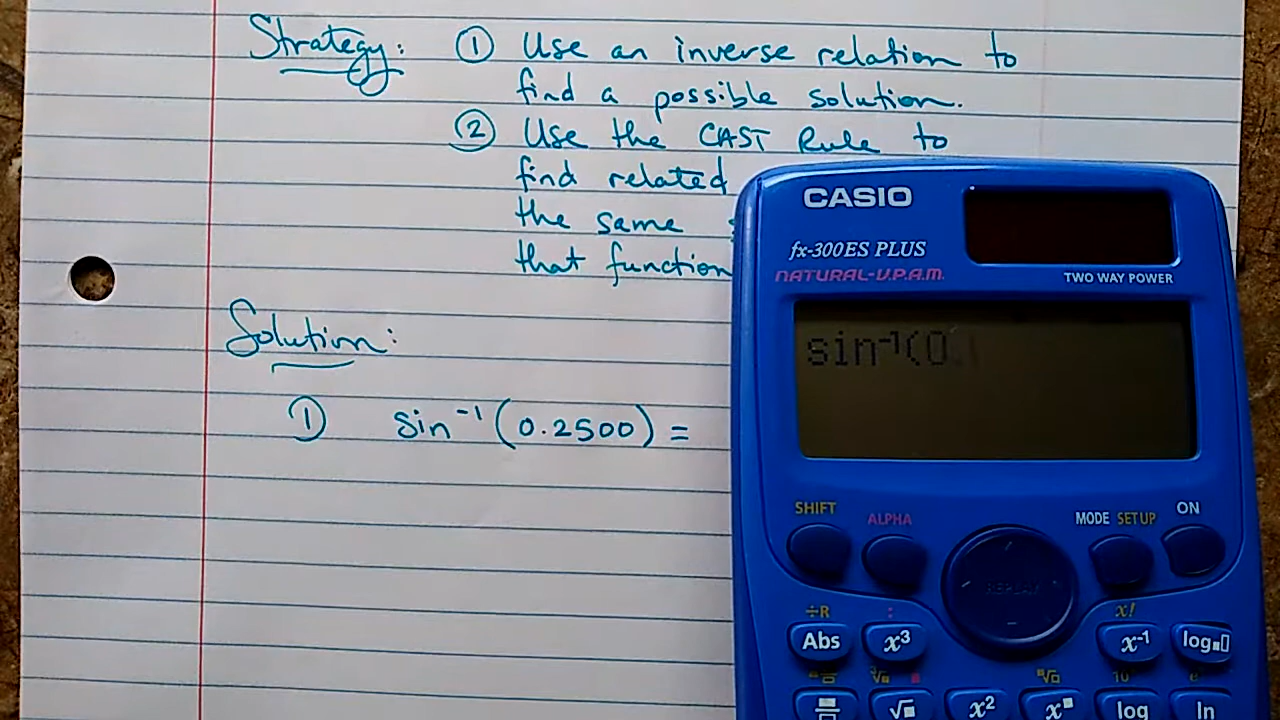 Strategy: ① Use an inverse relation to
find a possible solution.
② Use the CAST Rule to
find related
the same
that function
Solution:
① sin⁻¹(0.2500) =
CASIO
fx-300ES PLUS
NATURAL-V.P.A.M.
TWO WAY POWER
sin⁻¹(0.
SHIFT
ALPHA
MODE SETUP
ON
REPLAY
÷R
:
x!
Abs
x³
x⁻¹
log
√
x²
log
ln